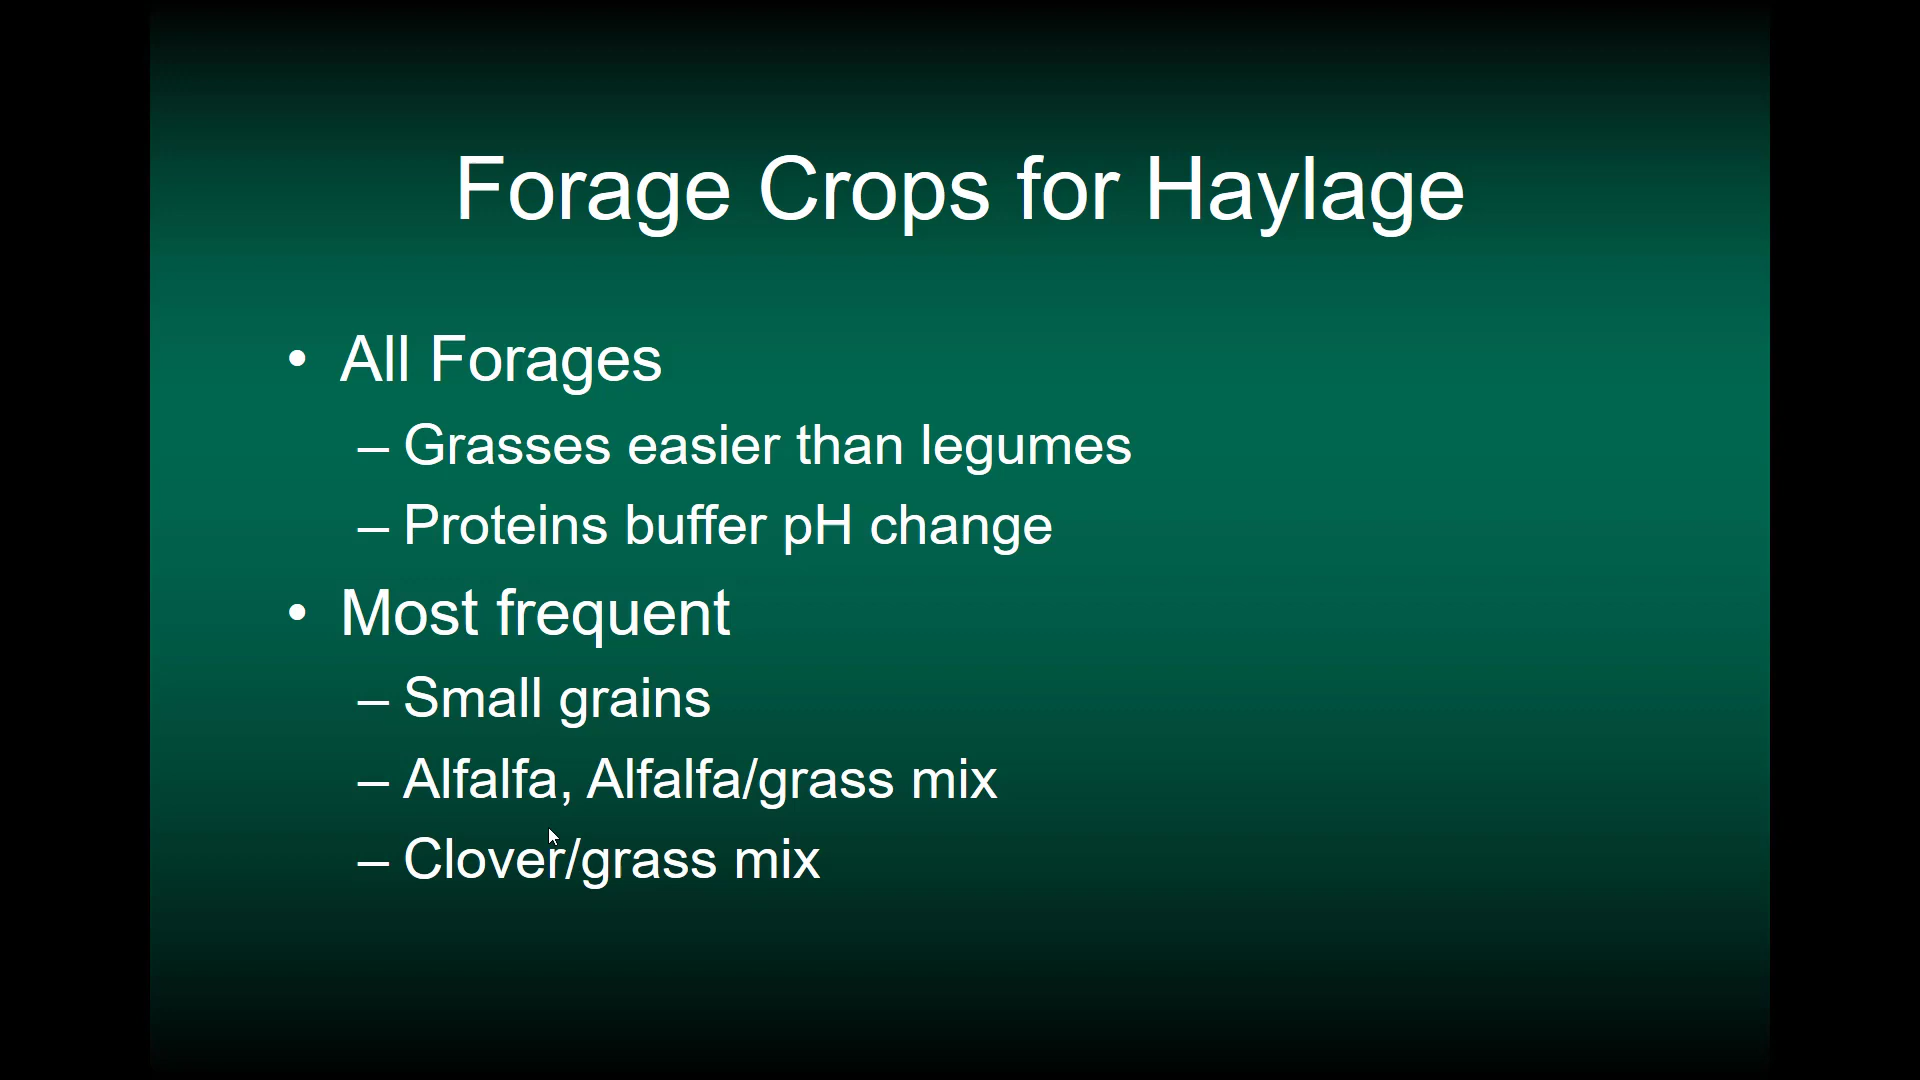 Forage Crops for Haylage
• All Forages
– Grasses easier than legumes
– Proteins buffer pH change
• Most frequent
– Small grains
– Alfalfa, Alfalfa/grass mix
– Clover/grass mix